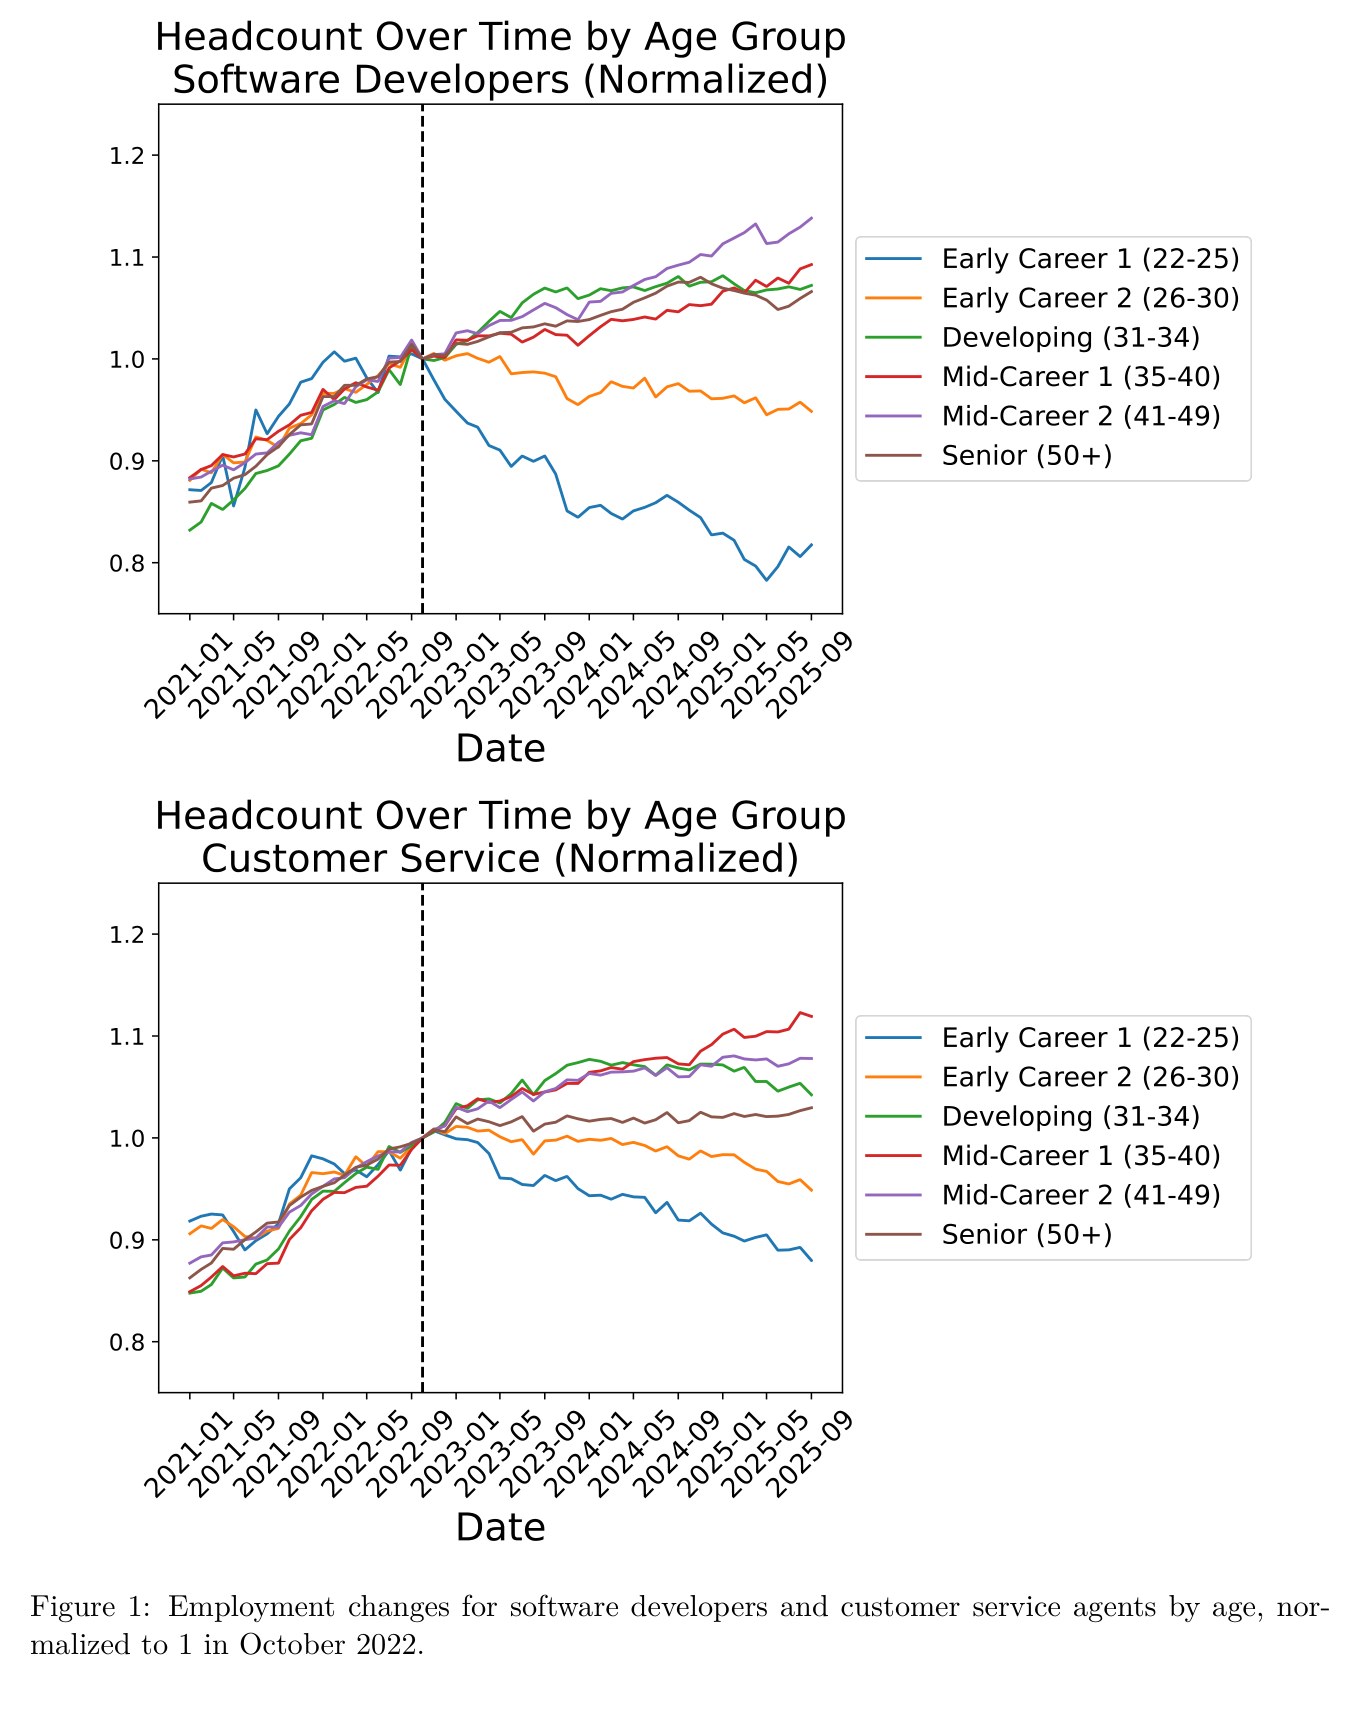 Headcount Over Time by Age Group
Software Developers (Normalized)
1.2
1.1
1.0
0.9
0.8
2021-01
2021-05
2021-09
2022-01
2022-05
2022-09
2023-01
2023-05
2023-09
2024-01
2024-05
2024-09
2025-01
2025-05
2025-09
Date
Early Career 1 (22-25)
Early Career 2 (26-30)
Developing (31-34)
Mid-Career 1 (35-40)
Mid-Career 2 (41-49)
Senior (50+)
Headcount Over Time by Age Group
Customer Service (Normalized)
1.2
1.1
1.0
0.9
0.8
2021-01
2021-05
2021-09
2022-01
2022-05
2022-09
2023-01
2023-05
2023-09
2024-01
2024-05
2024-09
2025-01
2025-05
2025-09
Date
Early Career 1 (22-25)
Early Career 2 (26-30)
Developing (31-34)
Mid-Career 1 (35-40)
Mid-Career 2 (41-49)
Senior (50+)
Figure 1: Employment changes for software developers and customer service agents by age, nor-
malized to 1 in October 2022.